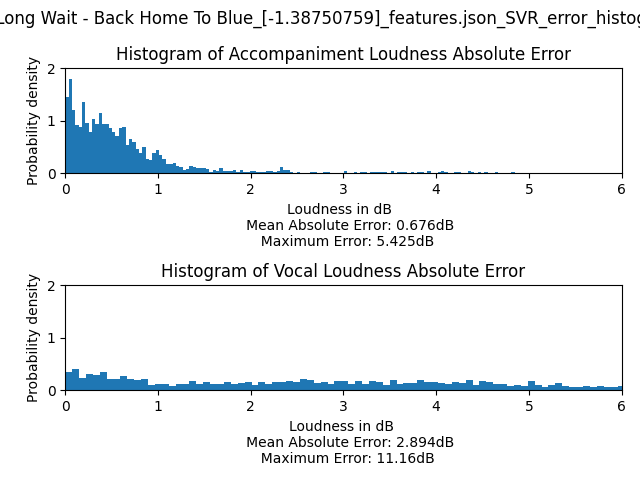 Long Wait - Back Home To Blue_[-1.38750759]_features.json_SVR_error_histog
Histogram of Accompaniment Loudness Absolute Error
Probability density
2
1
0
0 1 2 3 4 5 6
Loudness in dB
Mean Absolute Error: 0.676dB
Maximum Error: 5.425dB
Histogram of Vocal Loudness Absolute Error
Probability density
2
1
0
0 1 2 3 4 5 6
Loudness in dB
Mean Absolute Error: 2.894dB
Maximum Error: 11.16dB